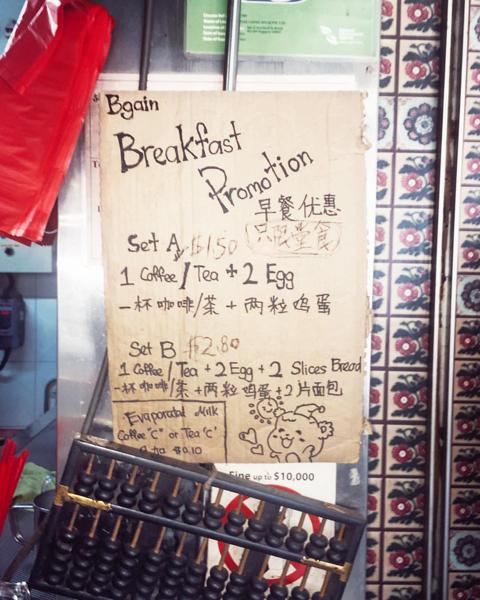 Bgain
Breakfast
Promotion
早餐优惠
只限堂食
Set A $1.50
1 Coffee / Tea + 2 Egg
一杯咖啡/茶 + 两粒鸡蛋
Set B $2.80
1 Coffee / Tea + 2 Egg + 2 Slices Bread
一杯咖啡/茶 + 两粒鸡蛋 + 2片面包
Evaporated Milk
Coffee "C" or Tea 'C'
$0.10
Fine up to $10,000